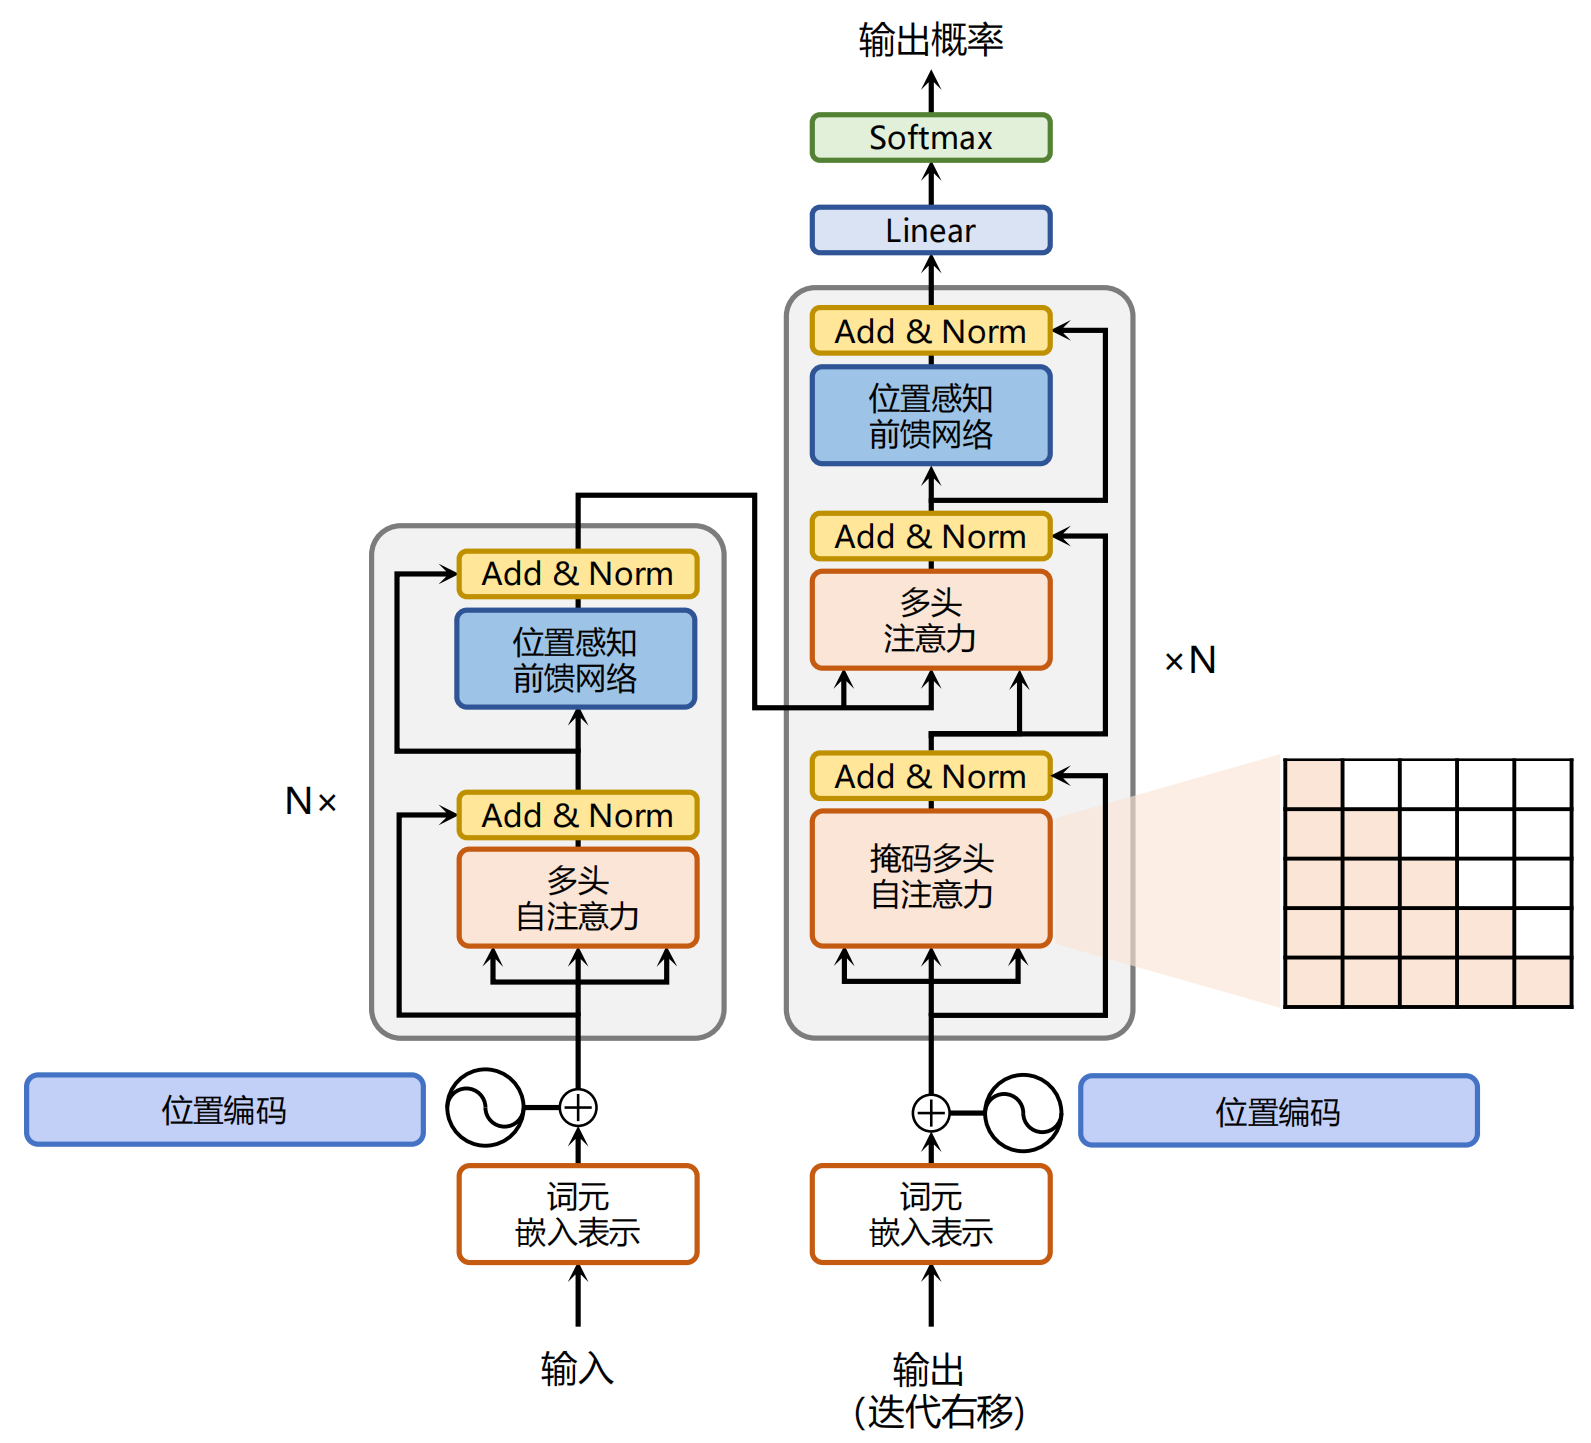 输出概率
Softmax
Linear
Add & Norm
位置感知
前馈网络
Add & Norm
多头
注意力
×N
Add & Norm
掩码多头
自注意力
Add & Norm
位置感知
前馈网络
N×
Add & Norm
多头
自注意力
位置编码
位置编码
词元
嵌入表示
词元
嵌入表示
输入
输出
(迭代右移)